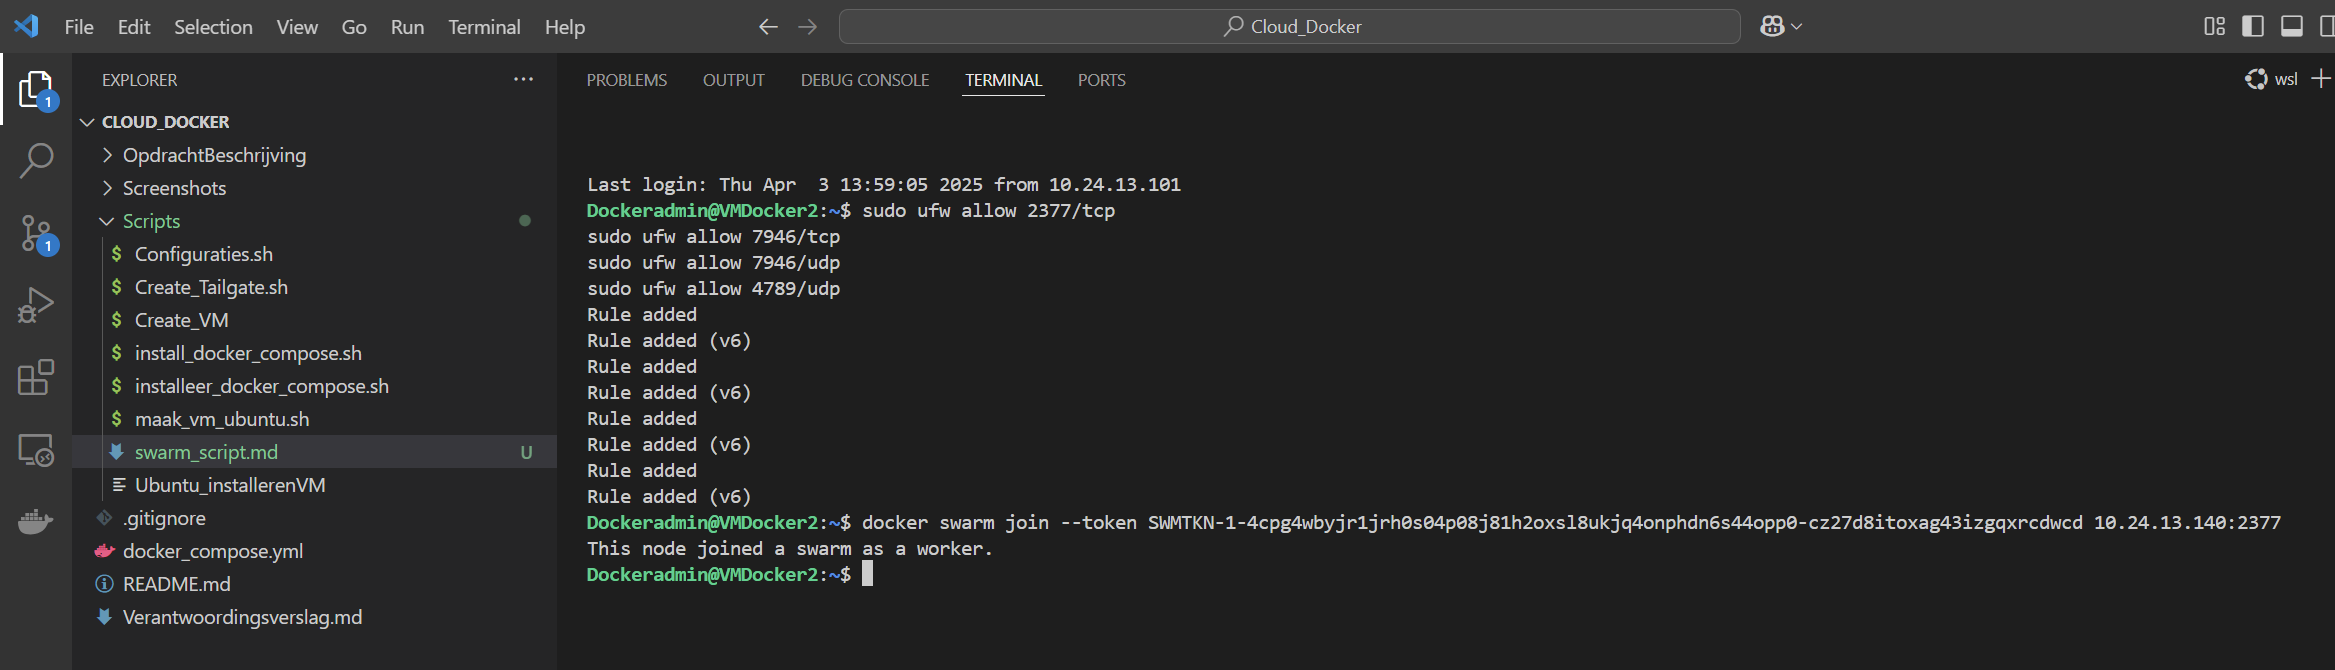 File Edit Selection View Go Run Terminal Help
Cloud_Docker
EXPLORER
CLOUD_DOCKER
OpdrachtBeschrijving
Screenshots
Scripts
$ Configuraties.sh
$ Create_Tailgate.sh
$ Create_VM
$ install_docker_compose.sh
$ installeer_docker_compose.sh
$ maak_vm_ubuntu.sh
swarm_script.md U
Ubuntu_installerenVM
.gitignore
docker_compose.yml
README.md
Verantwoordingsverslag.md
1
1
PROBLEMS OUTPUT DEBUG CONSOLE TERMINAL PORTS
wsl
Last login: Thu Apr  3 13:59:05 2025 from 10.24.13.101
Dockeradmin@VMDocker2:~$ sudo ufw allow 2377/tcp
sudo ufw allow 7946/tcp
sudo ufw allow 7946/udp
sudo ufw allow 4789/udp
Rule added
Rule added (v6)
Rule added
Rule added (v6)
Rule added
Rule added (v6)
Rule added
Rule added (v6)
Dockeradmin@VMDocker2:~$ docker swarm join --token SWMTKN-1-4cpg4wbyjr1jrh0s04p08j81h2oxsl8ukjq4onphdn6s44opp0-cz27d8itoxag43izgqxrcdwcd 10.24.13.140:2377
This node joined a swarm as a worker.
Dockeradmin@VMDocker2:~$